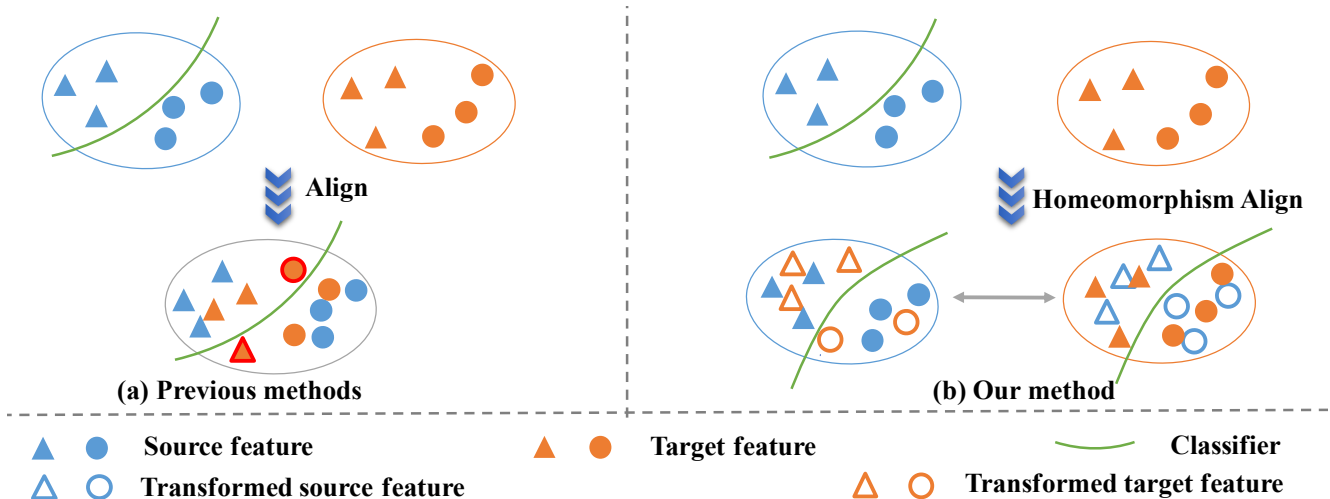 Align
Homeomorphism Align
(a) Previous methods
(b) Our method
Source feature
Target feature
Classifier
Transformed source feature
Transformed target feature